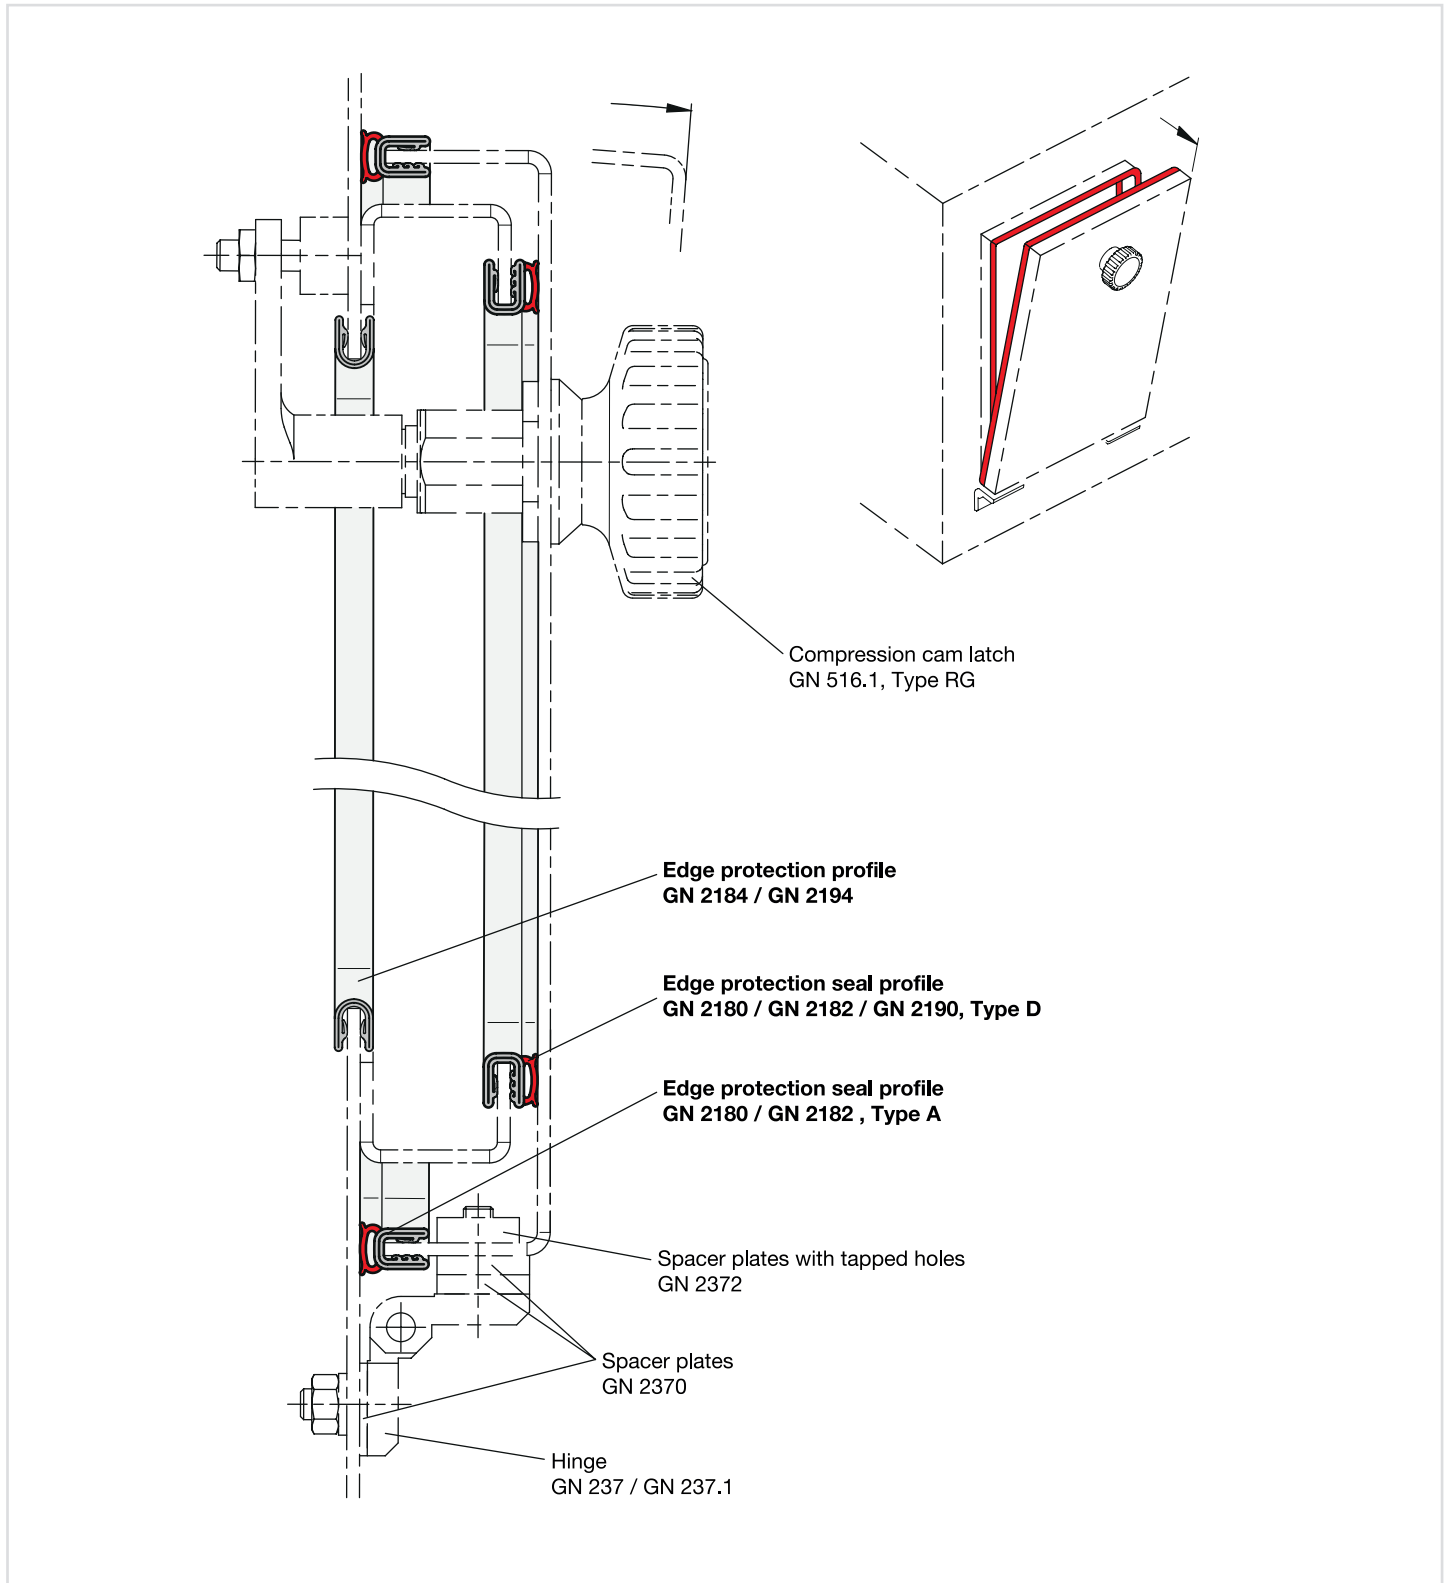 Compression cam latch
GN 516.1, Type RG
Edge protection profile
GN 2184 / GN 2194
Edge protection seal profile
GN 2180 / GN 2182 / GN 2190, Type D
Edge protection seal profile
GN 2180 / GN 2182 , Type A
Spacer plates with tapped holes
GN 2372
Spacer plates
GN 2370
Hinge
GN 237 / GN 237.1